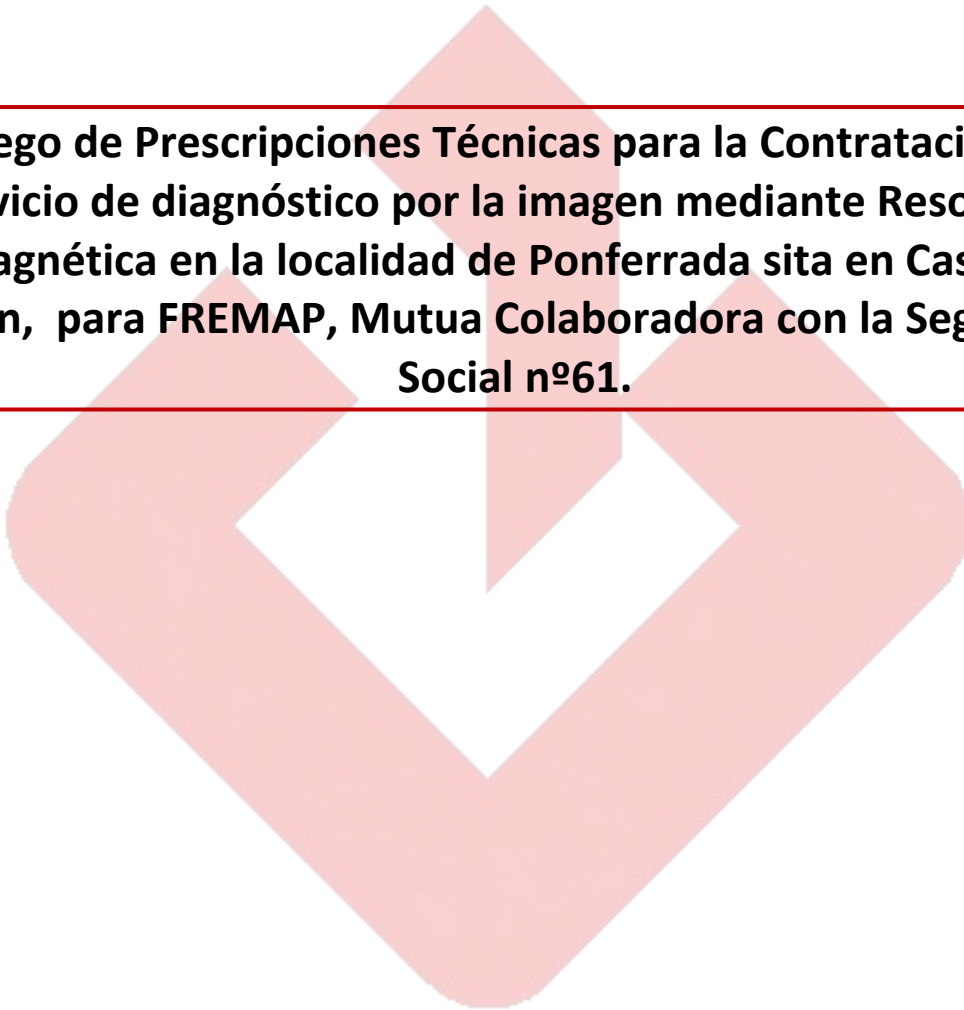 ego de Prescripciones Técnicas para la Contrataci
vicio de diagnóstico por la imagen mediante Reso
agnética en la localidad de Ponferrada sita en Cas
n, para FREMAP, Mutua Colaboradora con la Seg
Social nº61.